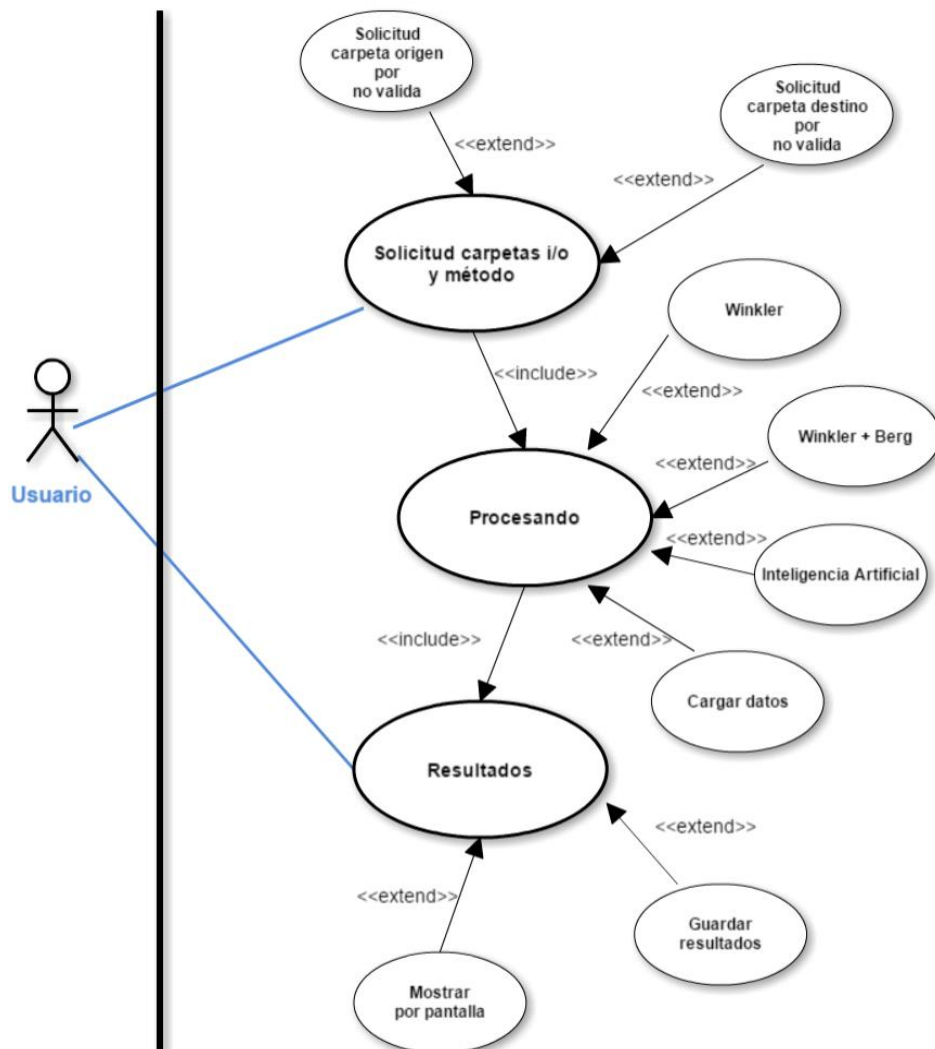 Solicitud
carpeta origen
por
no valida
Solicitud
carpeta destino
por
no valida
<<extend>>
<<extend>>
Solicitud carpetas i/o
y método
Winkler
<<include>>
<<extend>>
Winkler + Berg
<<extend>>
Usuario
Procesando
<<extend>>
Inteligencia Artificial
<<include>>
<<extend>>
Cargar datos
Resultados
<<extend>>
<<extend>>
Guardar
resultados
Mostrar
por pantalla